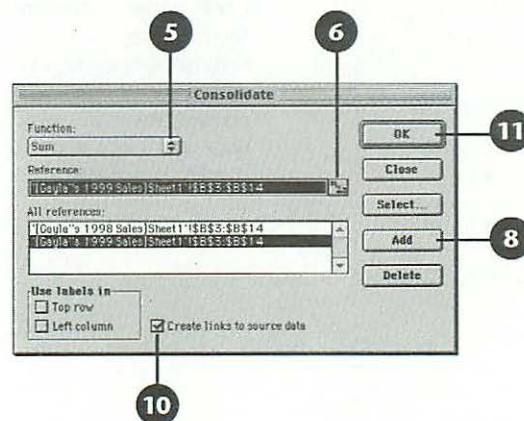 5
6
Consolidate
Function:
Sum
OK
11
Reference:
'[Gayla''s 1999 Sales]Sheet1'!$B$3:$B$14
Close
Select...
All references:
'[Gayla''s 1998 Sales]Sheet1'!$B$3:$B$14
'[Gayla''s 1999 Sales]Sheet1'!$B$3:$B$14
Add
8
Delete
Use labels in
Top row
Left column
Create links to source data
10